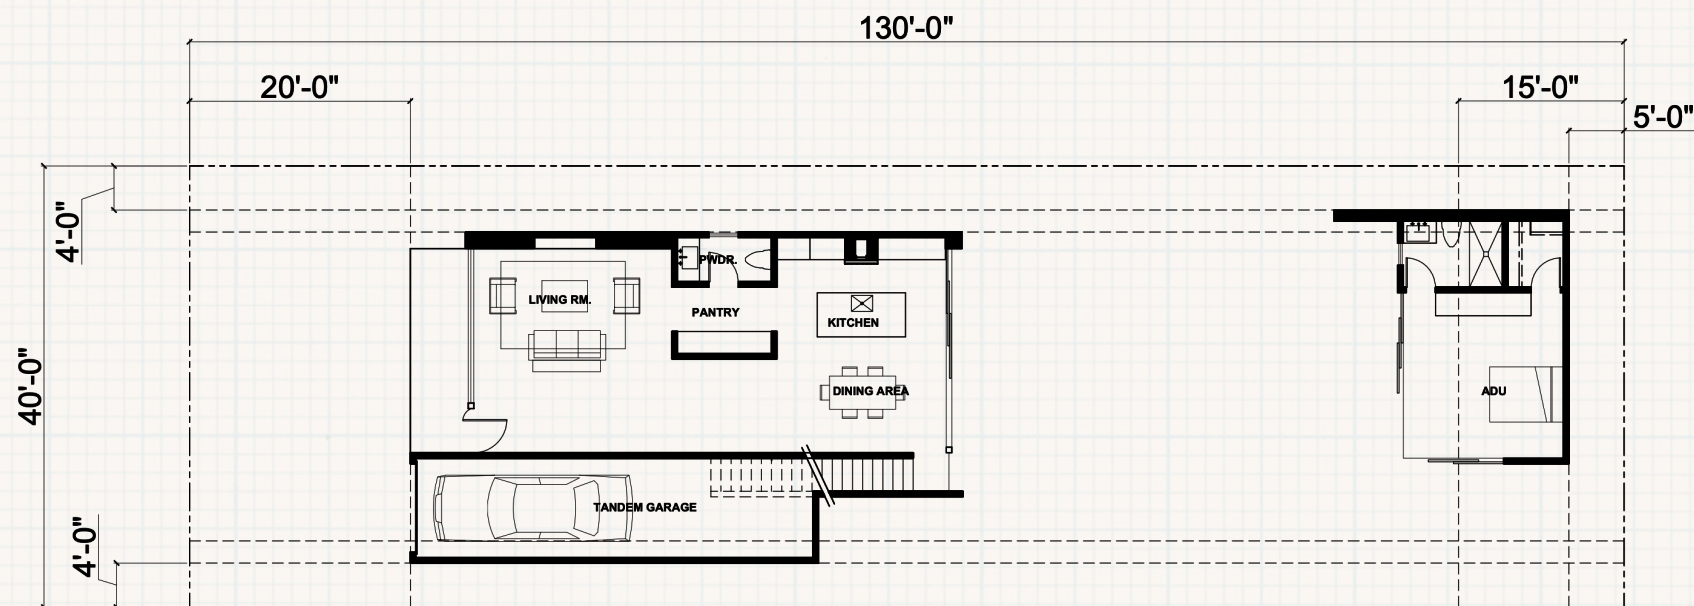 130'-0"
20'-0"
15'-0"
5'-0"
4'-0"
PWDR.
LIVING RM.
PANTRY
KITCHEN
40'-0"
DINING AREA
ADU
TANDEM GARAGE
4'-0"